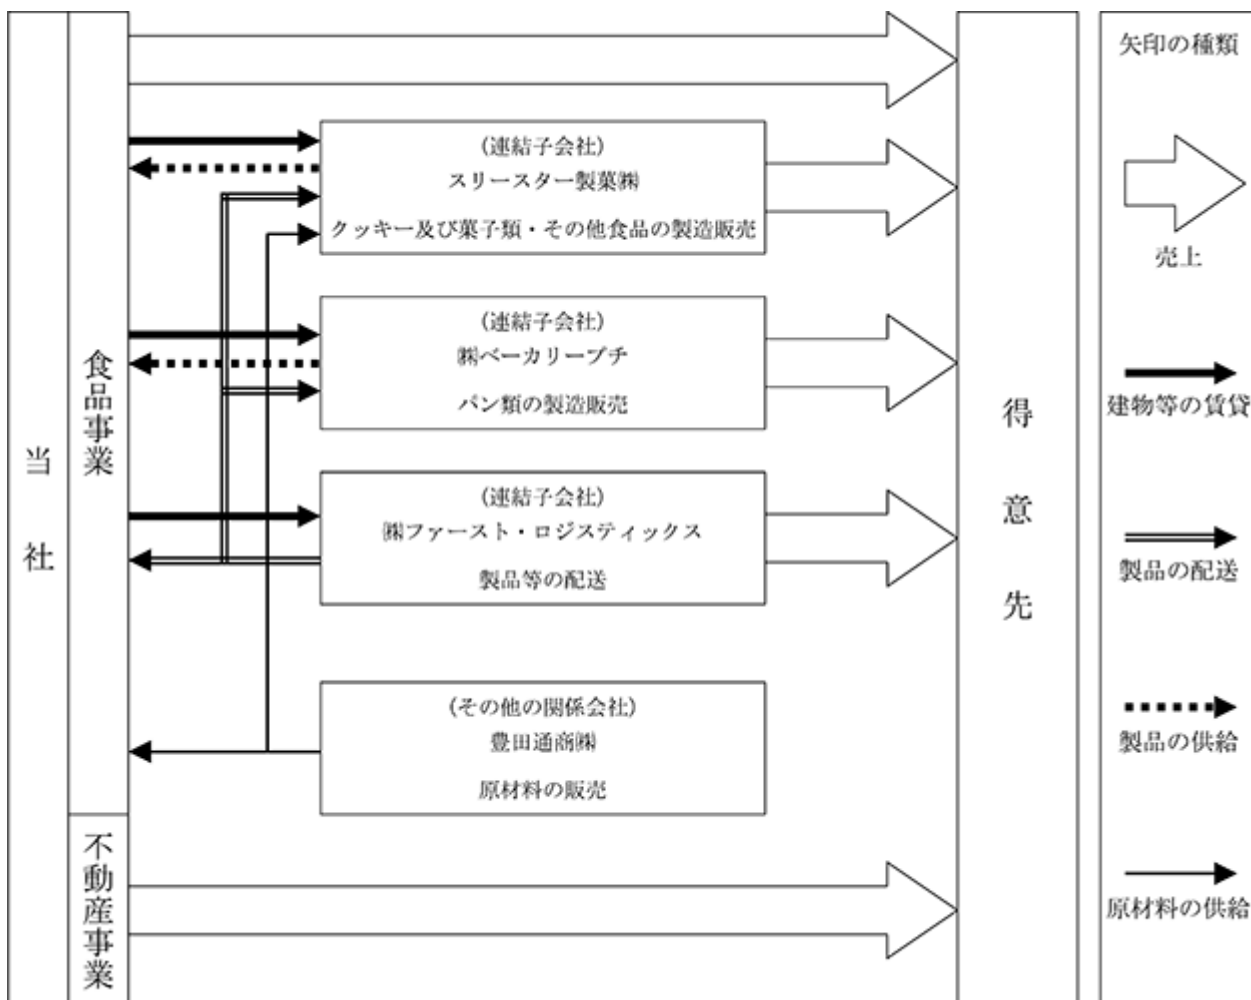 当社
食品事業
不動産事業
(連結子会社)
スリースター製菓㈱
クッキー及び菓子類・その他食品の製造販売
(連結子会社)
㈱ベーカリープチ
パン類の製造販売
(連結子会社)
㈱ファースト・ロジスティックス
製品等の配送
(その他の関係会社)
豊田通商㈱
原材料の販売
得意先
矢印の種類
売上
建物等の賃貸
製品の配送
製品の供給
原材料の供給